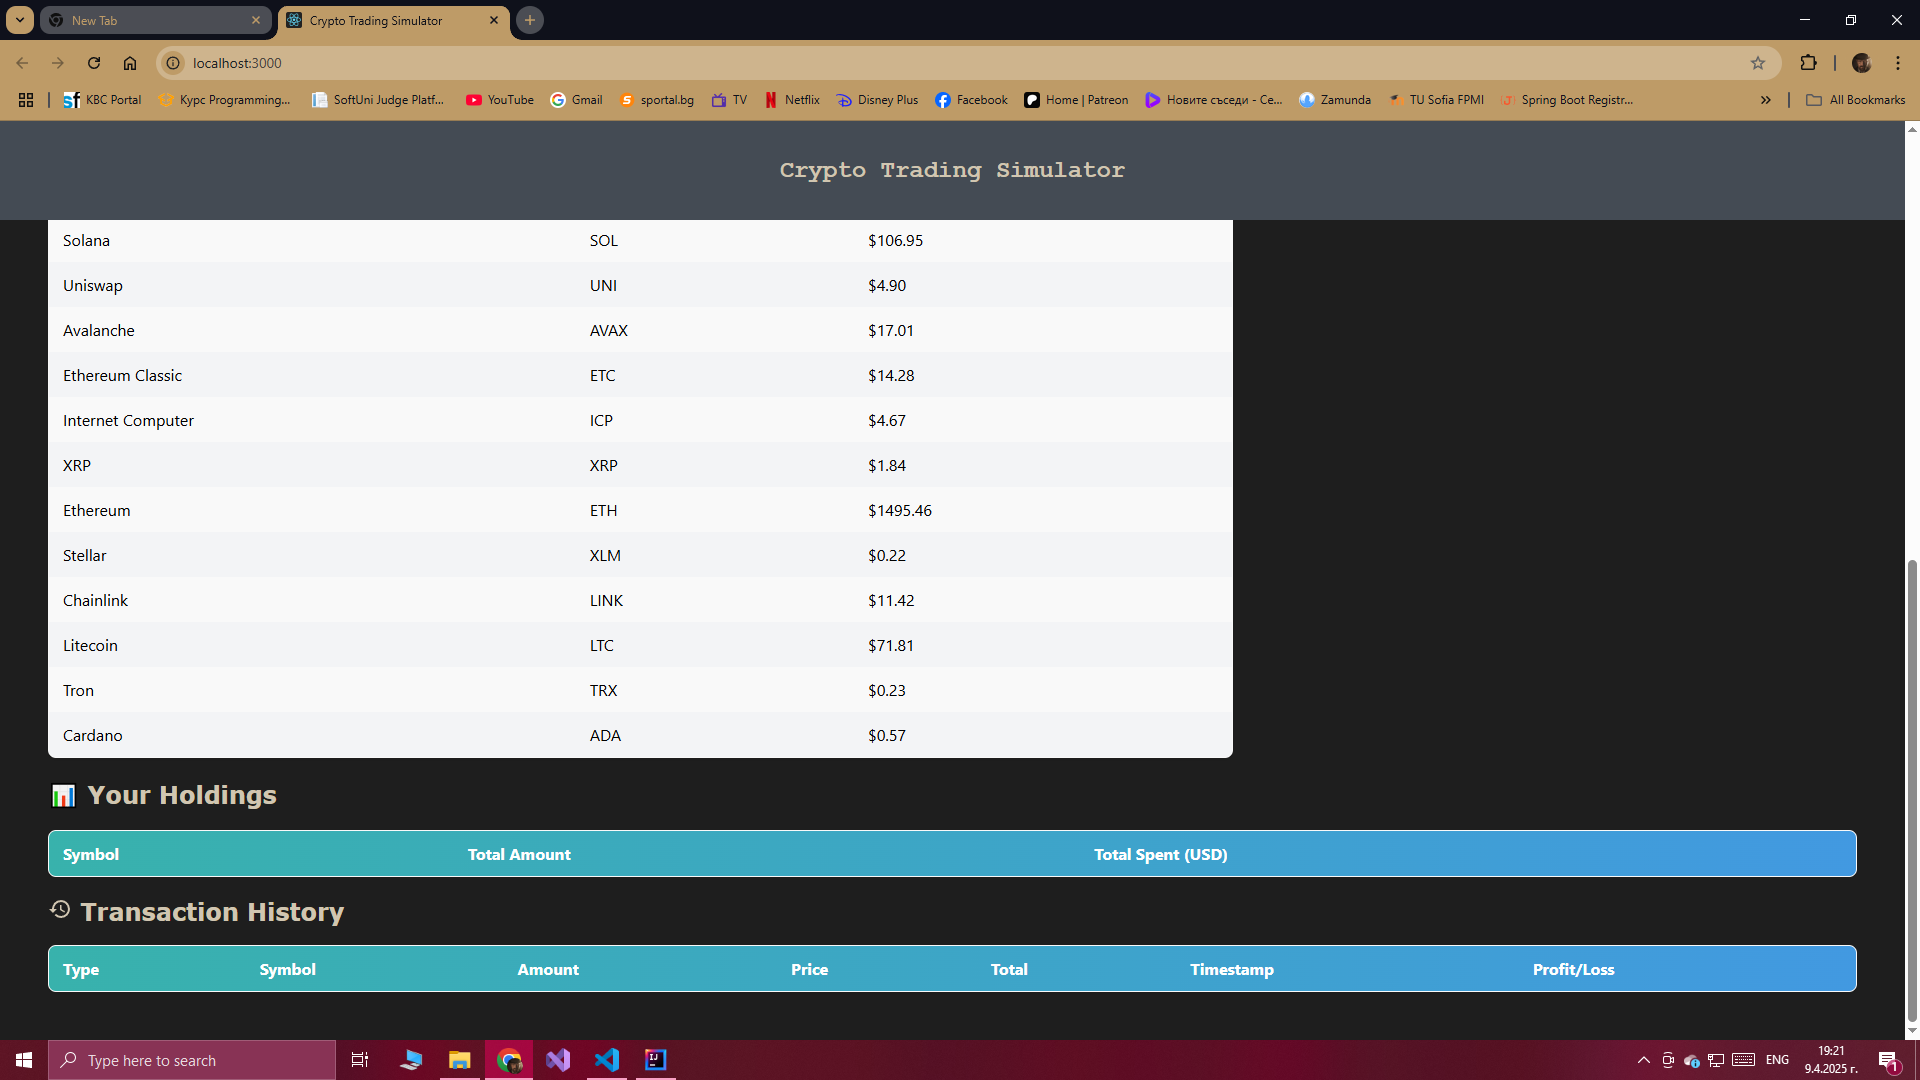 New Tab
Crypto Trading Simulator
localhost:3000
KBC Portal
Курс Programming...
SoftUni Judge Platf...
YouTube
Gmail
sportal.bg
TV
Netflix
Disney Plus
Facebook
Home | Patreon
Новите съседи - Се...
Zamunda
TU Sofia FPMI
Spring Boot Registr...
All Bookmarks
Crypto Trading Simulator
Solana SOL $106.95
Uniswap UNI $4.90
Avalanche AVAX $17.01
Ethereum Classic ETC $14.28
Internet Computer ICP $4.67
XRP XRP $1.84
Ethereum ETH $1495.46
Stellar XLM $0.22
Chainlink LINK $11.42
Litecoin LTC $71.81
Tron TRX $0.23
Cardano ADA $0.57
Your Holdings
Symbol Total Amount Total Spent (USD)
Transaction History
Type Symbol Amount Price Total Timestamp Profit/Loss
Type here to search
ENG
19:21
9.4.2025 г.
1